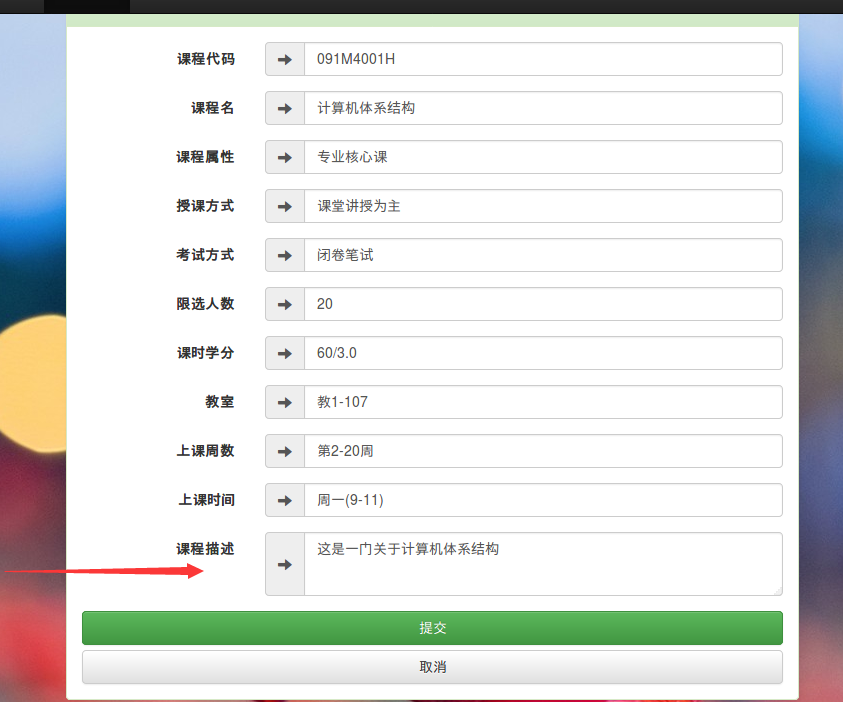 课程代码 091M4001H
课程名 计算机体系结构
课程属性 专业核心课
授课方式 课堂讲授为主
考试方式 闭卷笔试
限选人数 20
课时学分 60/3.0
教室 教1-107
上课周数 第2-20周
上课时间 周一(9-11)
课程描述 这是一门关于计算机体系结构
提交
取消